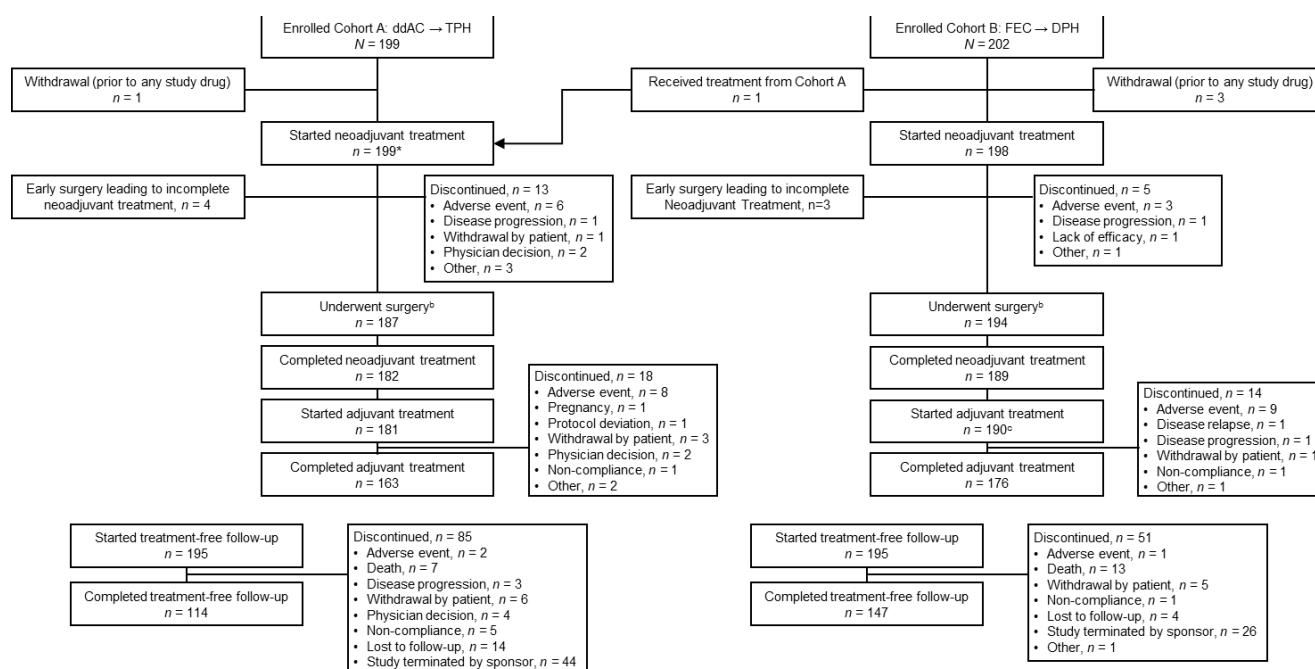 Enrolled Cohort A: ddAC → TPH
N = 199
Enrolled Cohort B: FEC → DPH
N = 202
Withdrawal (prior to any study drug)
n = 1
Received treatment from Cohort A
n = 1
Withdrawal (prior to any study drug)
n = 3
Started neoadjuvant treatment
n = 199*
Started neoadjuvant treatment
n = 198
Early surgery leading to incomplete
neoadjuvant treatment, n = 4
Discontinued, n = 13
• Adverse event, n = 6
• Disease progression, n = 1
• Withdrawal by patient, n = 1
• Physician decision, n = 2
• Other, n = 3
Early surgery leading to incomplete
Neoadjuvant Treatment, n=3
Discontinued, n = 5
• Adverse event, n = 3
• Disease progression, n = 1
• Lack of efficacy, n = 1
• Other, n = 1
Underwent surgeryᵇ
n = 187
Underwent surgeryᵇ
n = 194
Completed neoadjuvant treatment
n = 182
Completed neoadjuvant treatment
n = 189
Started adjuvant treatment
n = 181
Discontinued, n = 18
• Adverse event, n = 8
• Pregnancy, n = 1
• Protocol deviation, n = 1
• Withdrawal by patient, n = 3
• Physician decision, n = 2
• Non-compliance, n = 1
• Other, n = 2
Started adjuvant treatment
n = 190ᶜ
Discontinued, n = 14
• Adverse event, n = 9
• Disease relapse, n = 1
• Disease progression, n = 1
• Withdrawal by patient, n = 1
• Non-compliance, n = 1
• Other, n = 1
Completed adjuvant treatment
n = 163
Completed adjuvant treatment
n = 176
Started treatment-free follow-up
n = 195
Discontinued, n = 85
• Adverse event, n = 2
• Death, n = 7
• Disease progression, n = 3
• Withdrawal by patient, n = 6
• Physician decision, n = 4
• Non-compliance, n = 5
• Lost to follow-up, n = 14
• Study terminated by sponsor, n = 44
Completed treatment-free follow-up
n = 114
Started treatment-free follow-up
n = 195
Discontinued, n = 51
• Adverse event, n = 1
• Death, n = 13
• Withdrawal by patient, n = 5
• Non-compliance, n = 1
• Lost to follow-up, n = 4
• Study terminated by sponsor, n = 26
• Other, n = 1
Completed treatment-free follow-up
n = 147